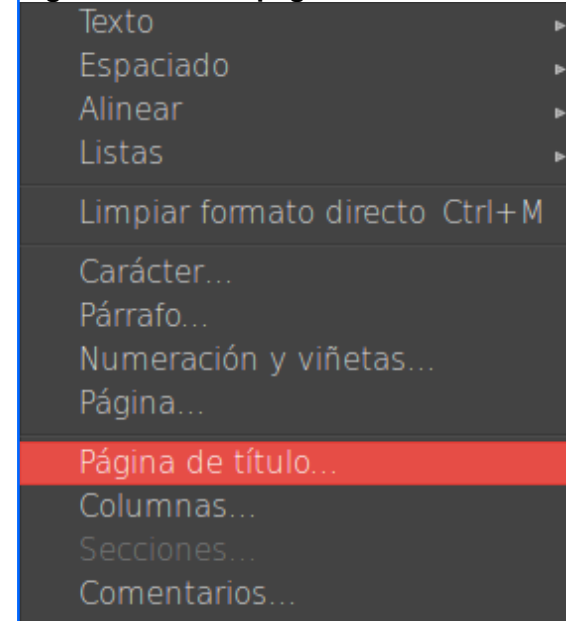 Texto
Espaciado
Alinear
Listas
Limpiar formato directo Ctrl+M
Carácter...
Párrafo...
Numeración y viñetas...
Página...
Página de título...
Columnas...
Secciones...
Comentarios...